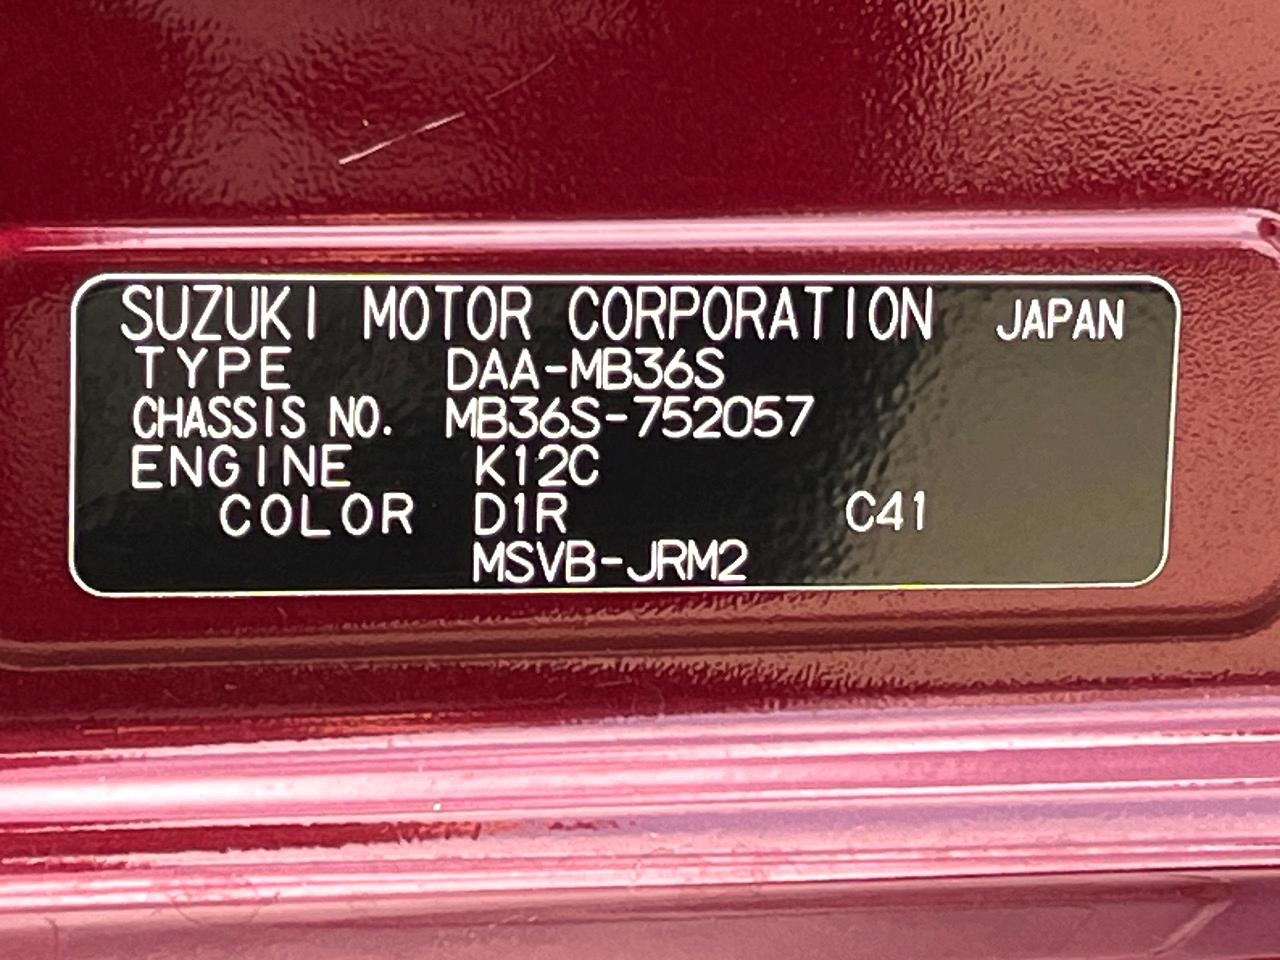 SUZUKI MOTOR CORPORATION JAPAN
TYPE DAA-MB36S
CHASSIS NO. MB36S-752057
ENGINE K12C
COLOR D1R C41
MSVB-JRM2